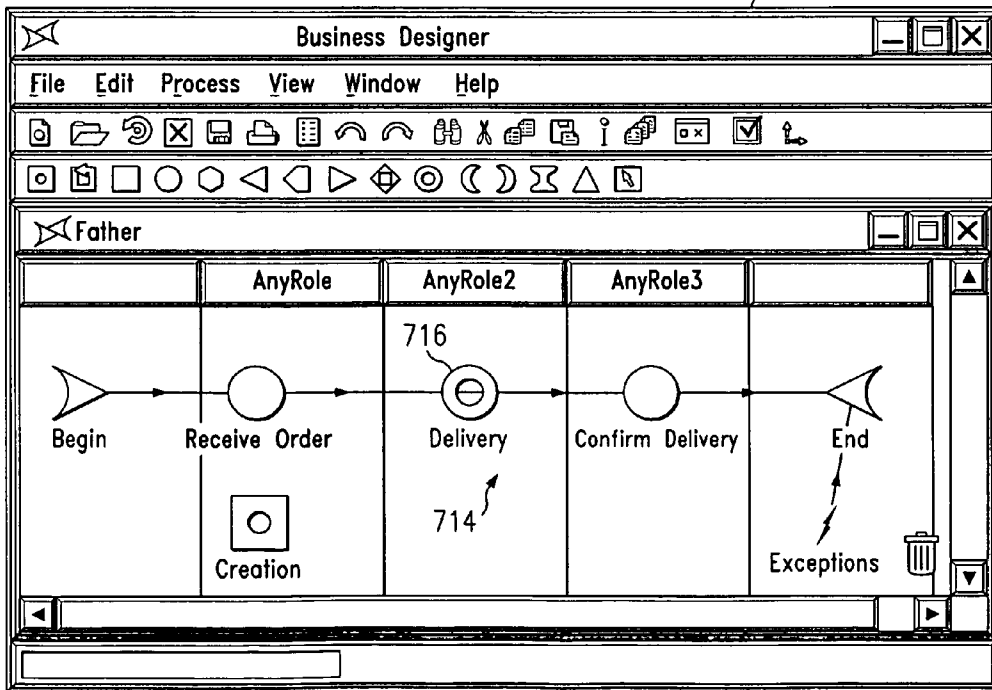 Business Designer
File Edit Process View Window Help
Father
AnyRole AnyRole2 AnyRole3
716
Begin Receive Order Delivery Confirm Delivery End
714
Creation Exceptions